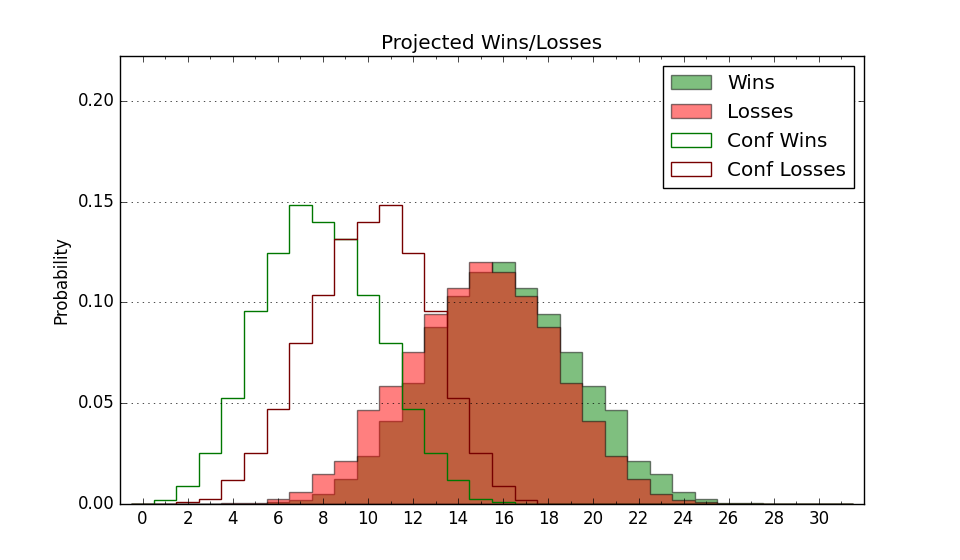 Projected Wins/Losses
Wins
Losses
Conf Wins
Conf Losses
Probability
0.20
0.15
0.10
0.05
0.00
0 2 4 6 8 10 12 14 16 18 20 22 24 26 28 30